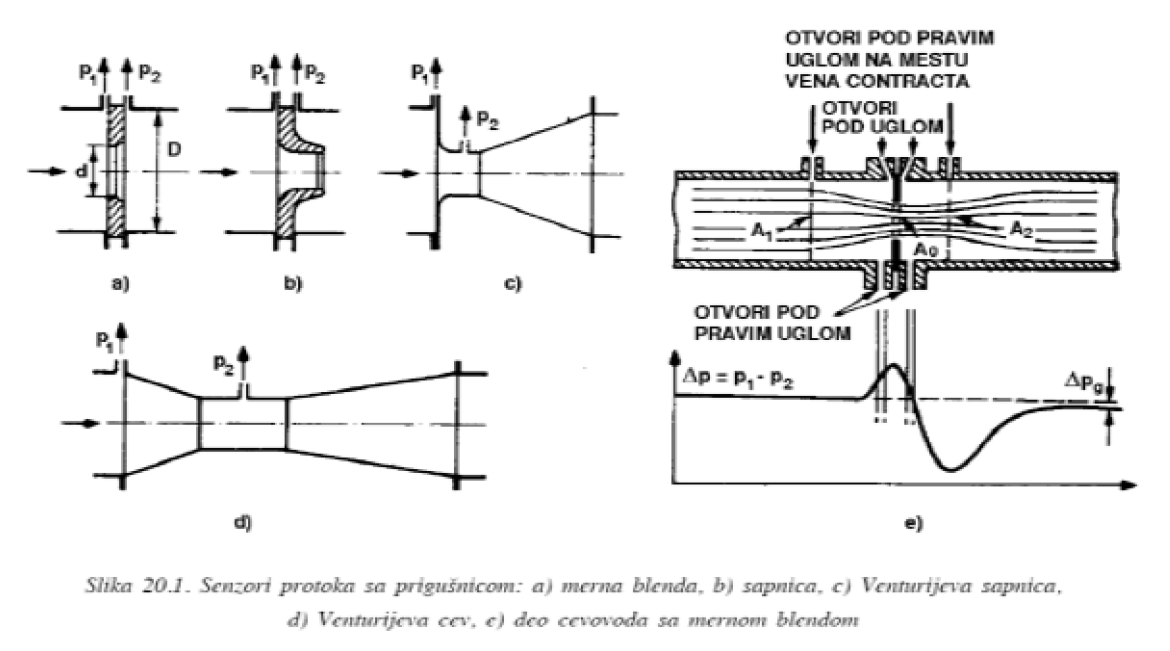 p1 p2
d D
a)
p1 p2
b)
p1 p2
c)
p1 p2
d)
OTVORI POD PRAVIM
UGLOM NA MESTU
VENA CONTRACTA
OTVORI
POD UGLOM
A1 A0 A2
OTVORI POD
PRAVIM UGLOM
Δp = p1 - p2
Δpg
e)
Slika 20.1. Senzori protoka sa prigušnicom: a) merna blenda, b) sapnica, c) Venturijeva sapnica,
d) Venturijeva cev, e) deo cevovoda sa mernom blendom